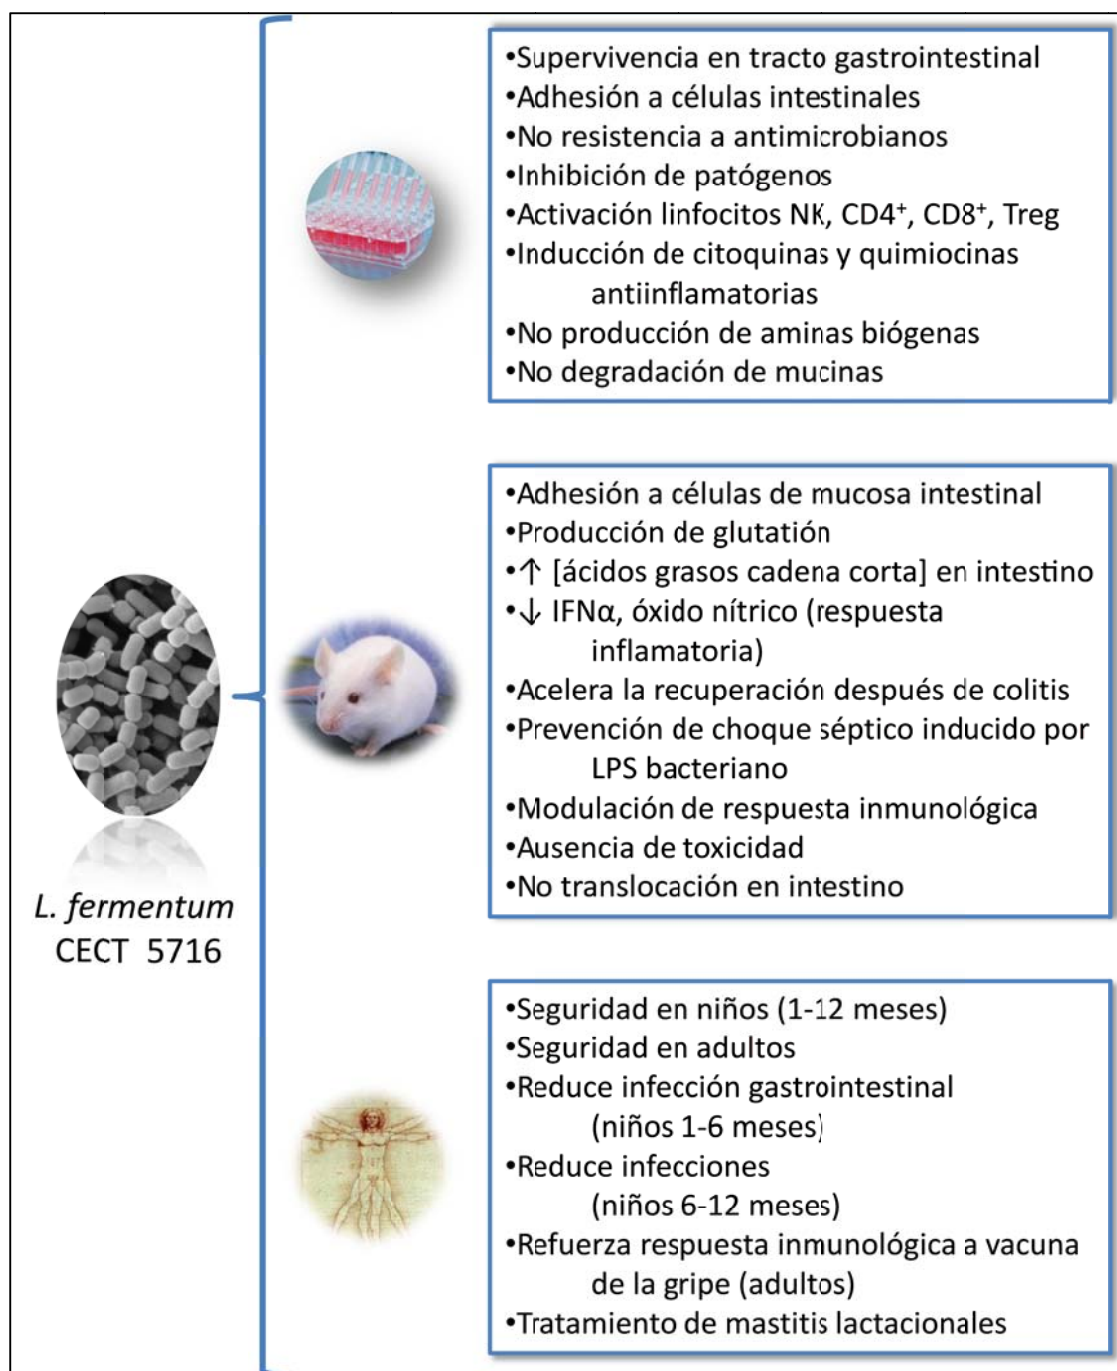 •Supervivencia en tracto gastrointestinal
•Adhesión a células intestinales
•No resistencia a antimicrobianos
•Inhibición de patógenos
•Activación linfocitos NK, CD4⁺, CD8⁺, Treg
•Inducción de citoquinas y quimiocinas
antiinflamatorias
•No producción de aminas biógenas
•No degradación de mucinas
•Adhesión a células de mucosa intestinal
•Producción de glutatión
•↑ [ácidos grasos cadena corta] en intestino
•↓ IFNα, óxido nítrico (respuesta
inflamatoria)
•Acelera la recuperación después de colitis
•Prevención de choque séptico inducido por
LPS bacteriano
•Modulación de respuesta inmunológica
•Ausencia de toxicidad
•No translocación en intestino
L. fermentum
CECT 5716
•Seguridad en niños (1-12 meses)
•Seguridad en adultos
•Reduce infección gastrointestinal
(niños 1-6 meses)
•Reduce infecciones
(niños 6-12 meses)
•Refuerza respuesta inmunológica a vacuna
de la gripe (adultos)
•Tratamiento de mastitis lactacionales